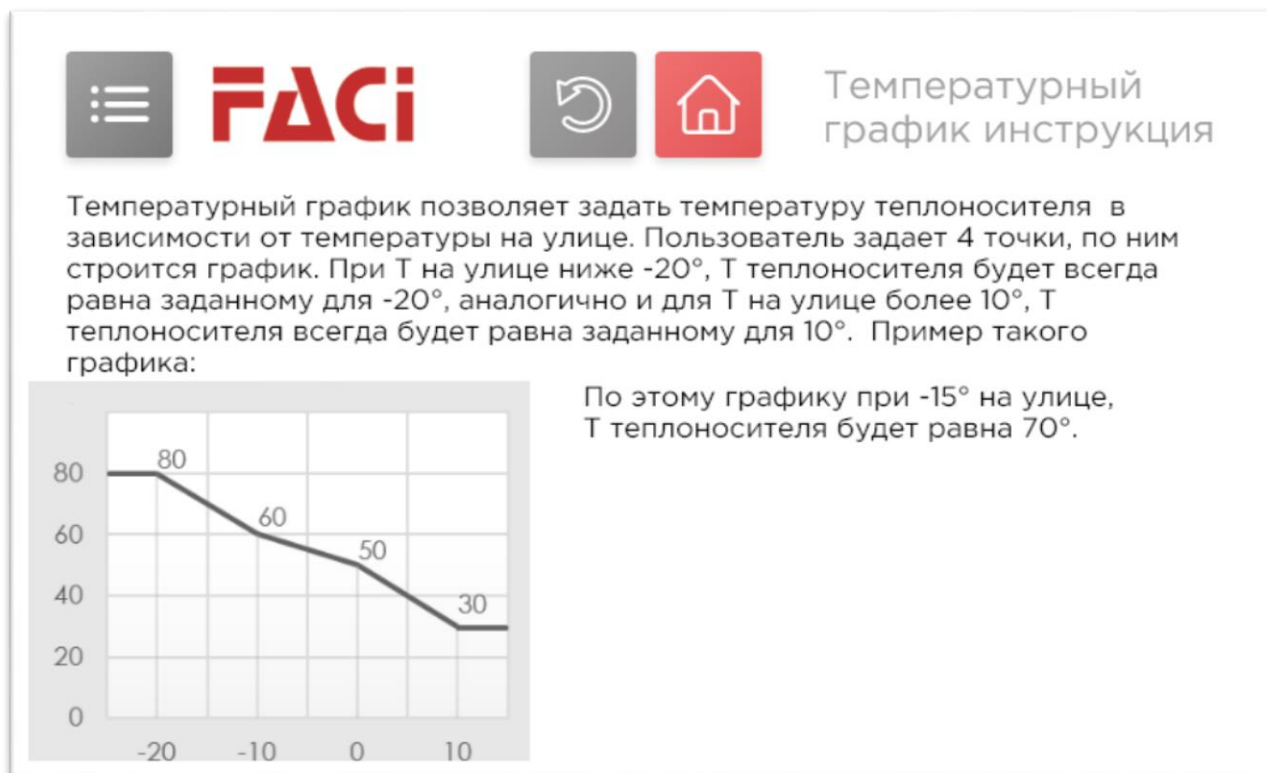 FACi
Температурный
график инструкция
Температурный график позволяет задать температуру теплоносителя в
зависимости от температуры на улице. Пользователь задает 4 точки, по ним
строится график. При Т на улице ниже -20°, Т теплоносителя будет всегда
равна заданному для -20°, аналогично и для Т на улице более 10°, Т
теплоносителя всегда будет равна заданному для 10°. Пример такого
графика:
По этому графику при -15° на улице,
Т теплоносителя будет равна 70°.
80
80
60
60
50
40
30
20
0
-20 -10 0 10